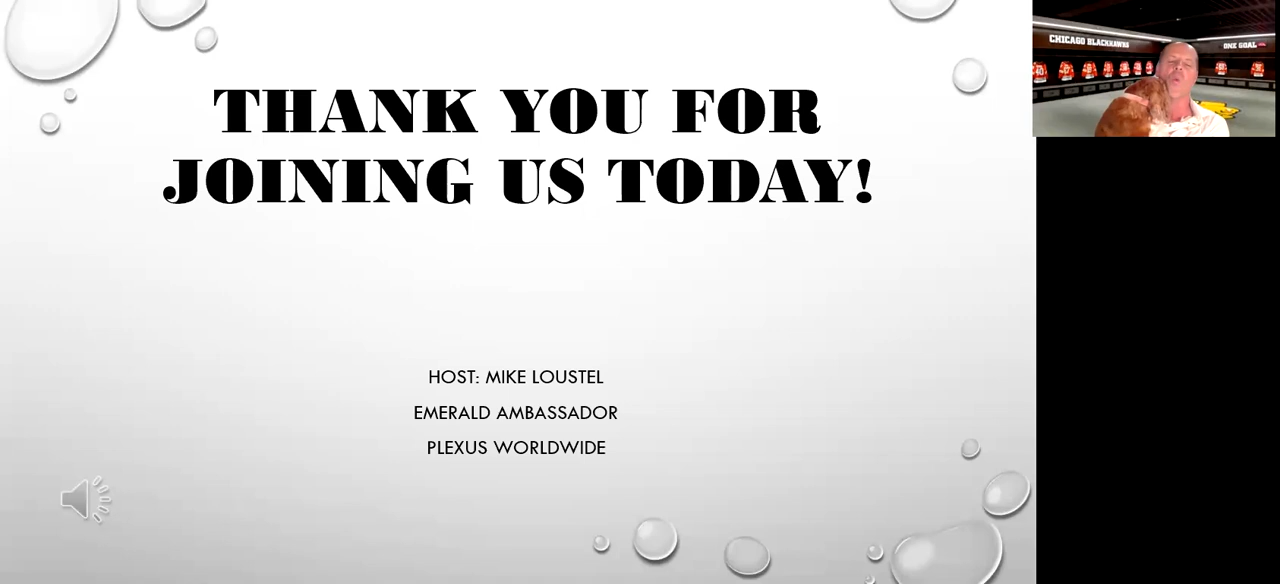 THANK YOU FOR
JOINING US TODAY!
HOST: MIKE LOUSTEL
EMERALD AMBASSADOR
PLEXUS WORLDWIDE
CHICAGO BLACKHAWKS
ONE GOAL